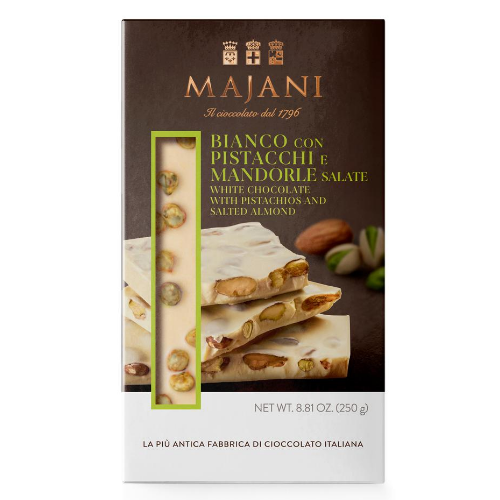 MAJANI
Il cioccolato dal 1796
BIANCO CON
PISTACCHI E
MANDORLE SALATE
WHITE CHOCOLATE
WITH PISTACHIOS AND
SALTED ALMOND
NET WT. 8.81 OZ. (250 g)
LA PIÙ ANTICA FABBRICA DI CIOCCOLATO ITALIANA